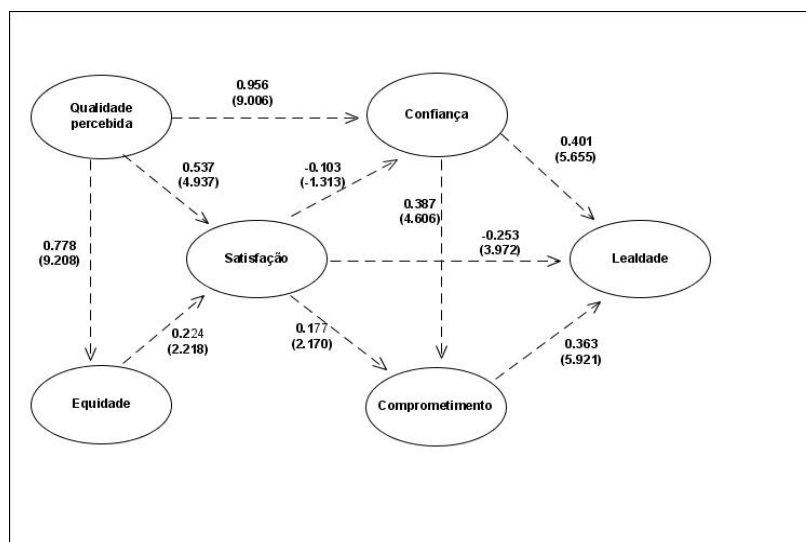 0.956
(9.006)
Qualidade
percebida
Confiança
0.401
(5.655)
0.537
(4.937)
-0.103
(-1.313)
0.387
(4.606)
0.778
(9.208)
Satisfação
-0.253
(3.972)
Lealdade
0.224
(2.218)
0.177
(2.170)
0.363
(5.921)
Equidade
Comprometimento